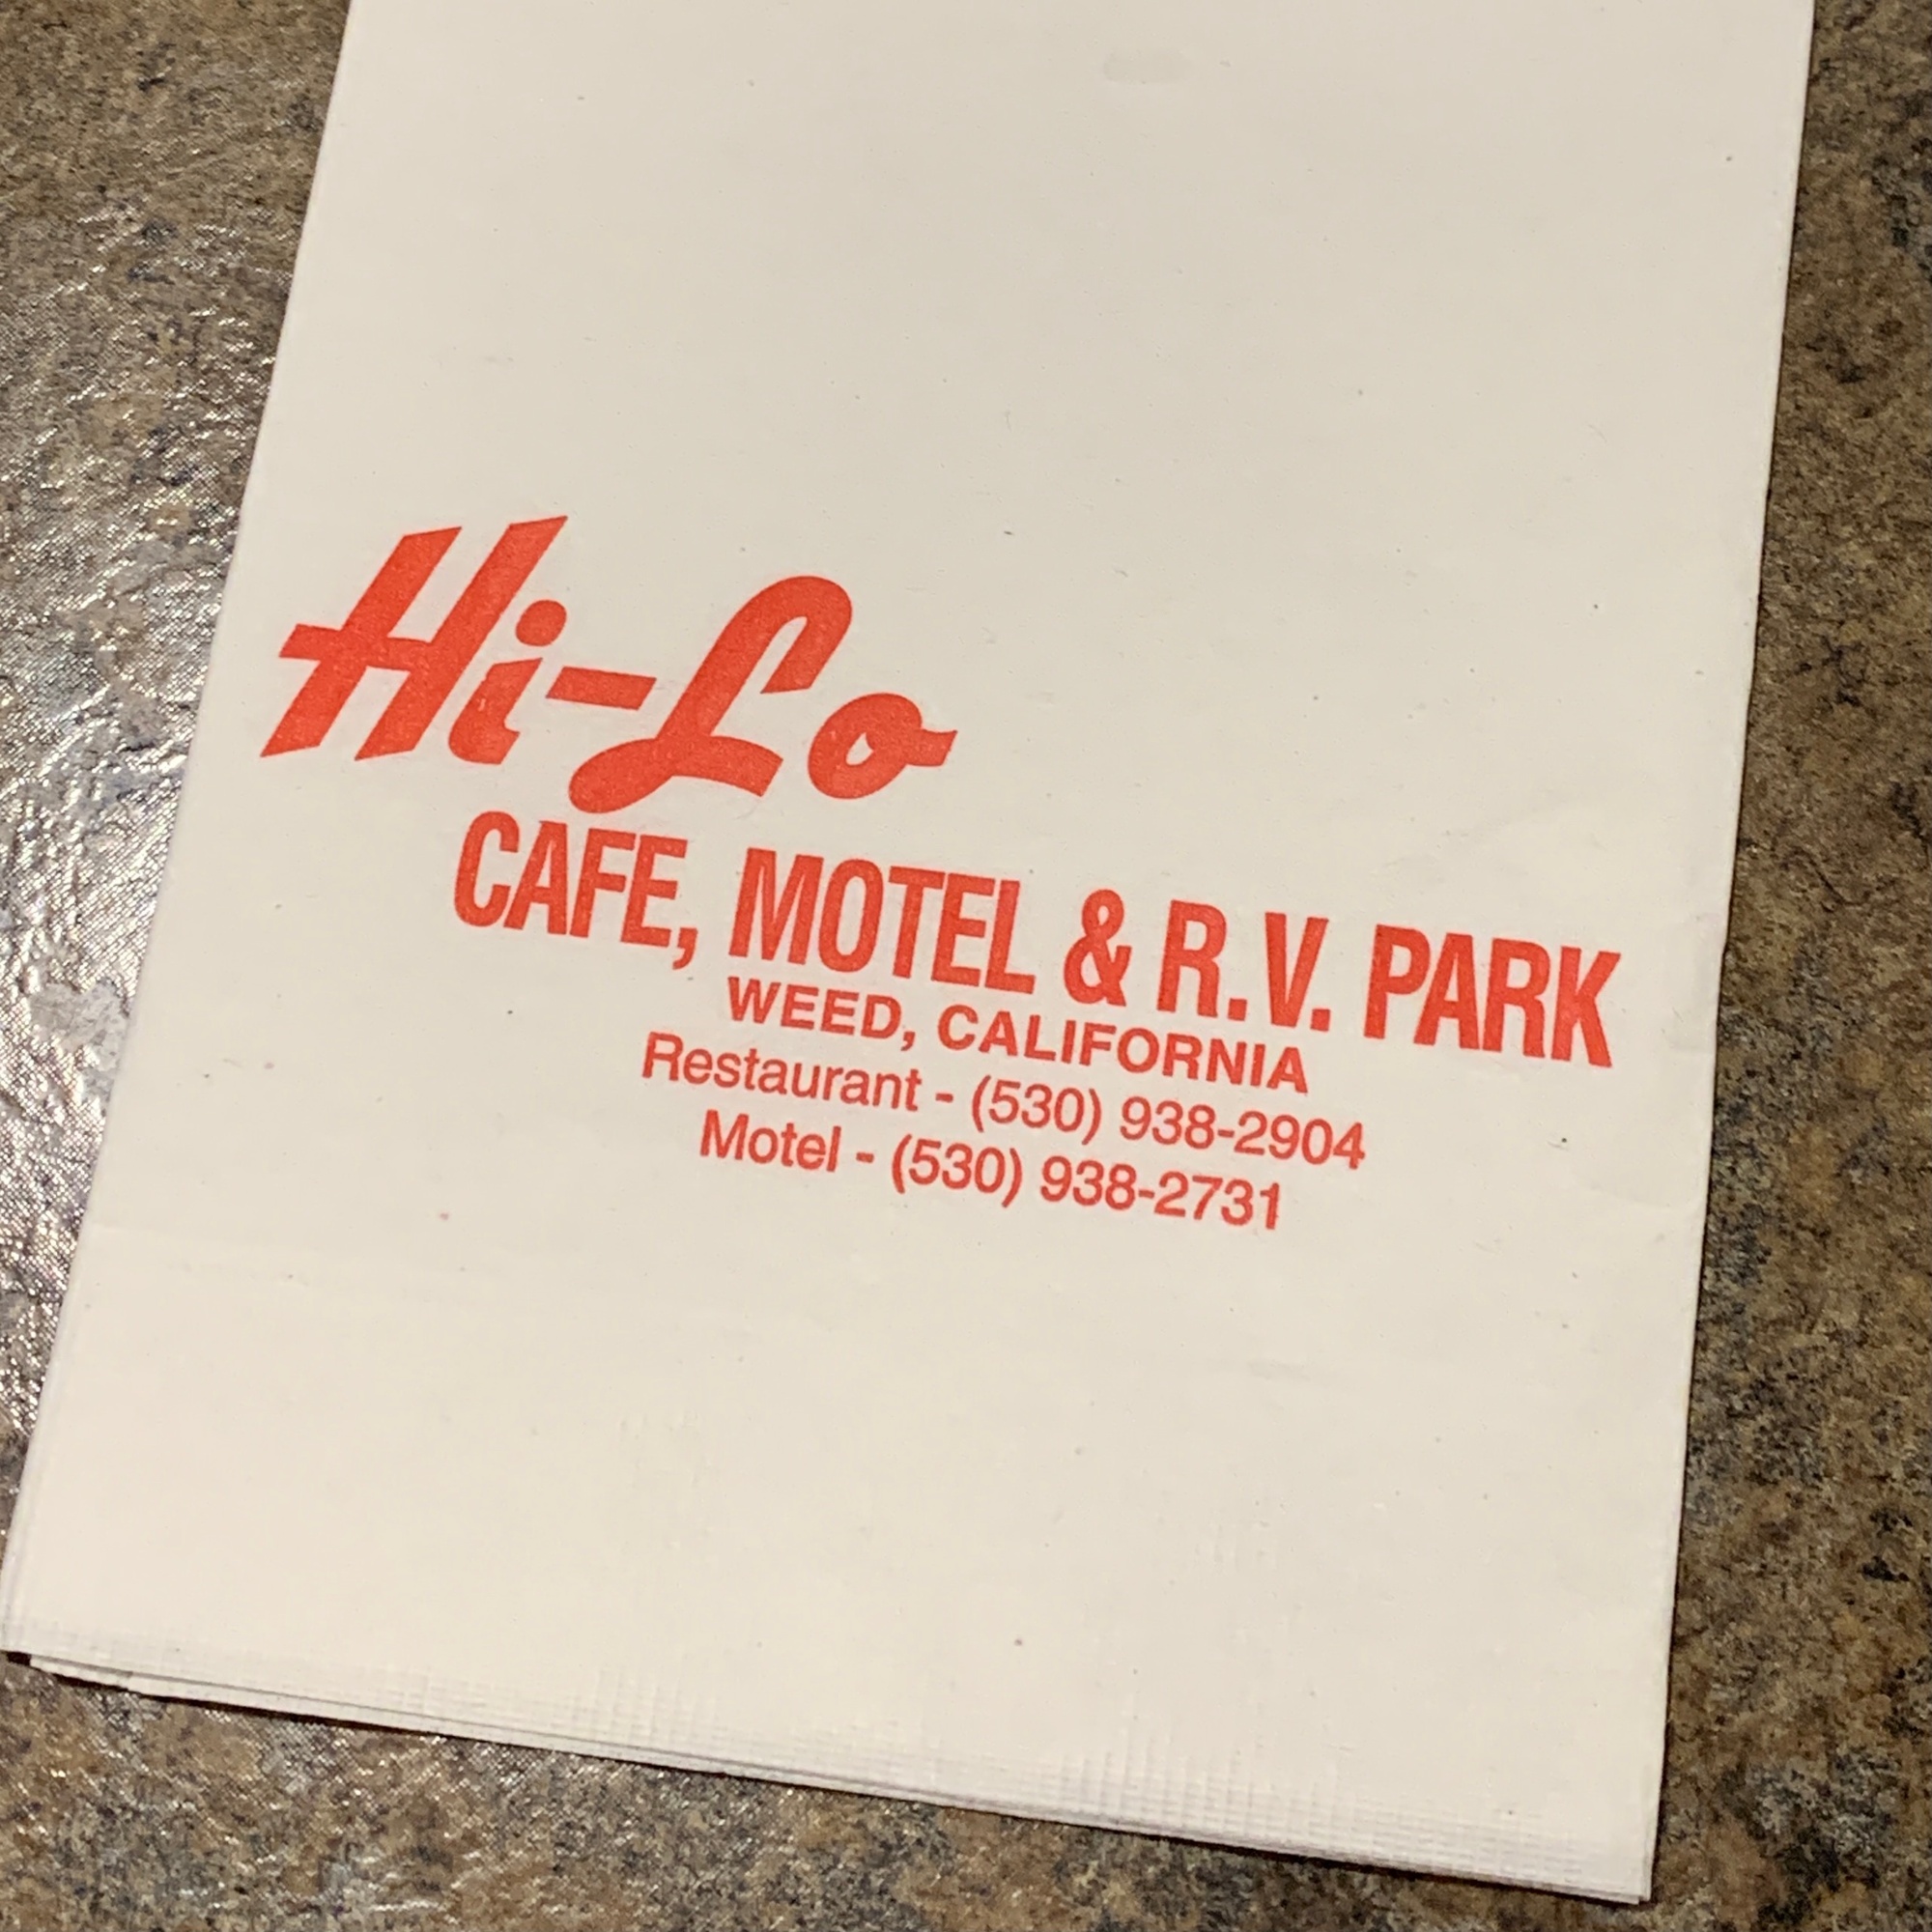 Hi-Lo
CAFE, MOTEL & R.V. PARK
WEED, CALIFORNIA
Restaurant - (530) 938-2904
Motel - (530) 938-2731